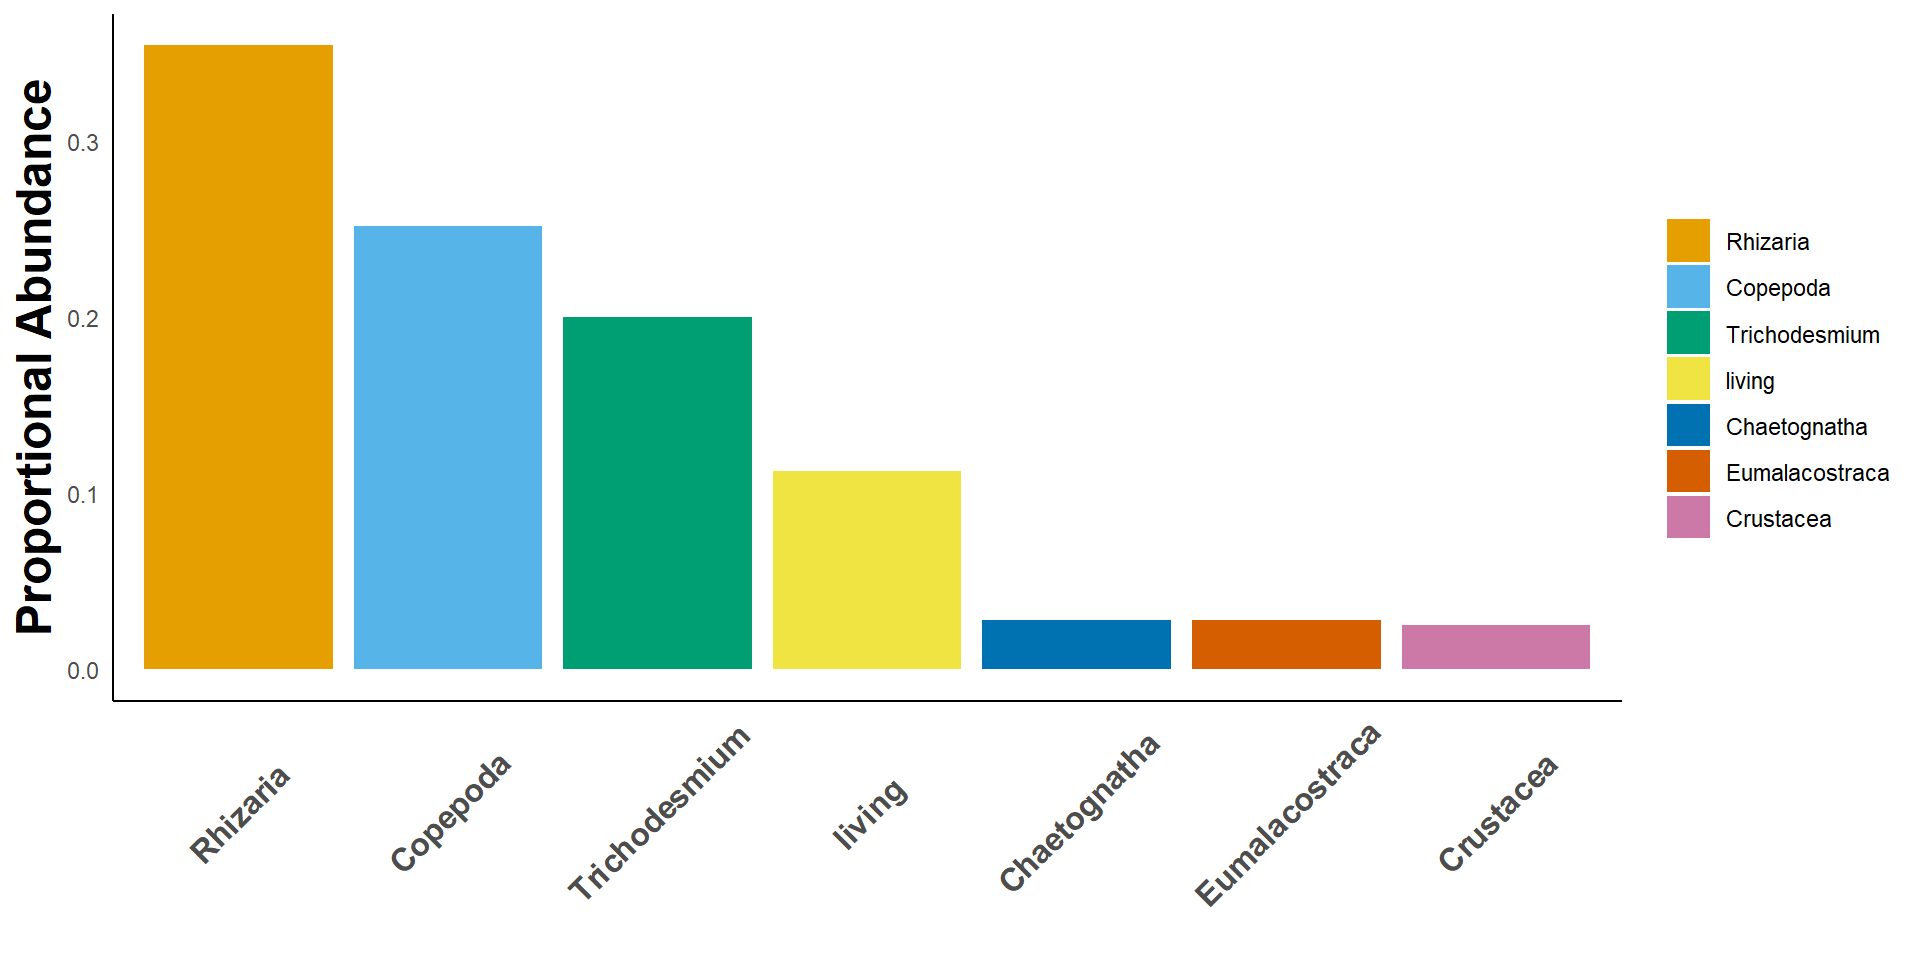 Proportional Abundance
0.3
0.2
0.1
0.0
Rhizaria
Copepoda
Trichodesmium
living
Chaetognatha
Eumalacostraca
Crustacea
Rhizaria
Copepoda
Trichodesmium
living
Chaetognatha
Eumalacostraca
Crustacea